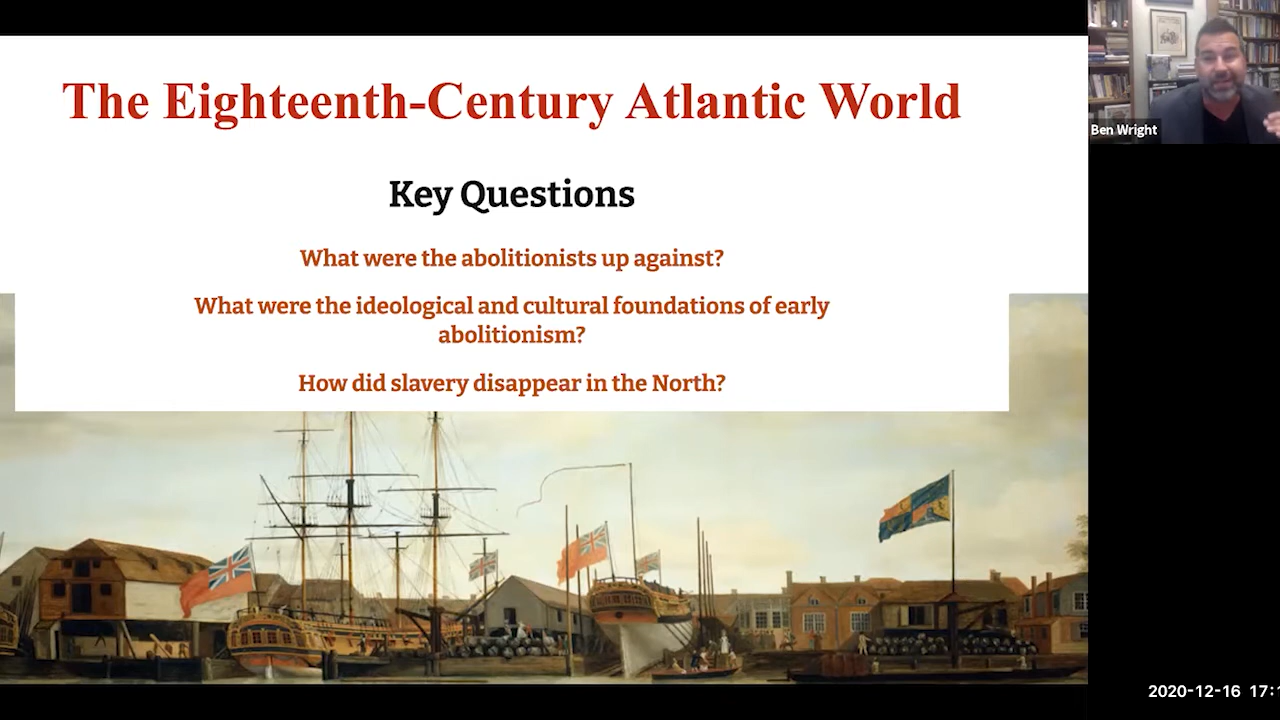 The Eighteenth-Century Atlantic World
Key Questions
What were the abolitionists up against?
What were the ideological and cultural foundations of early
abolitionism?
How did slavery disappear in the North?
Ben Wright
2020-12-16 17: